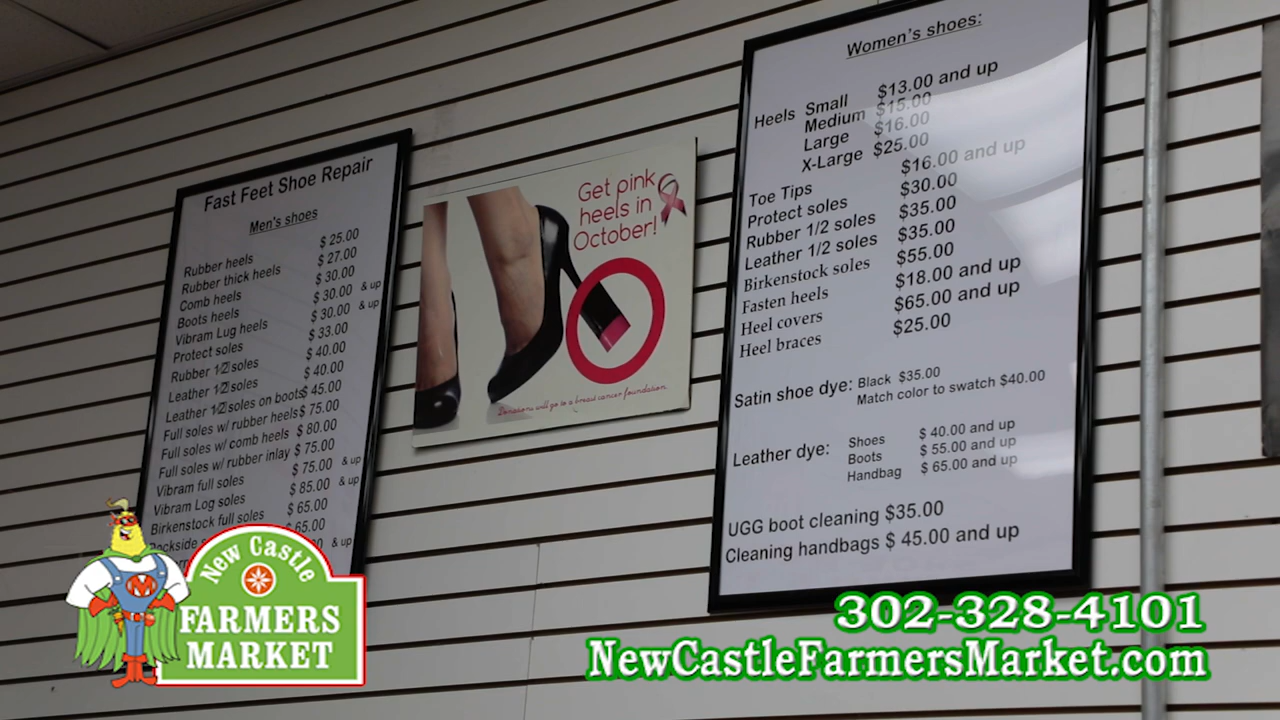 Fast Feet Shoe Repair
Men's shoes
Rubber heels $ 25.00
Rubber thick heels $ 27.00
Comb heels $ 30.00
Boots heels $ 30.00 & up
Vibram Lug heels $ 30.00 & up
Protect soles $ 33.00
Rubber 1/2 soles $ 40.00
Leather 1/2 soles $ 40.00
Leather 1/2 soles on boots $ 45.00
Full soles w/ rubber heels $ 75.00
Full soles w/ comb heels $ 80.00
Full soles w/ rubber inlay $ 75.00
Vibram full soles $ 75.00 & up
Vibram Log soles $ 85.00 & up
Birkenstock full soles $ 65.00
$65.00
& up
Get pink
heels in
October!
Donations will go to a breast cancer foundation.
Women's shoes:
Heels Small $13.00 and up
Medium $15.00
Large $16.00
X-Large $25.00
Toe Tips $16.00 and up
Protect soles $30.00
Rubber 1/2 soles $35.00
Leather 1/2 soles $35.00
Birkenstock soles $55.00
Fasten heels $18.00 and up
Heel covers $65.00 and up
Heel braces $25.00
Satin shoe dye: Black $35.00
Match color to swatch $40.00
Leather dye: Shoes $ 40.00 and up
Boots $ 55.00 and up
Handbag $ 65.00 and up
UGG boot cleaning $35.00
Cleaning handbags $ 45.00 and up
M
New Castle
FARMERS
MARKET
302-328-4101
NewCastleFarmersMarket.com